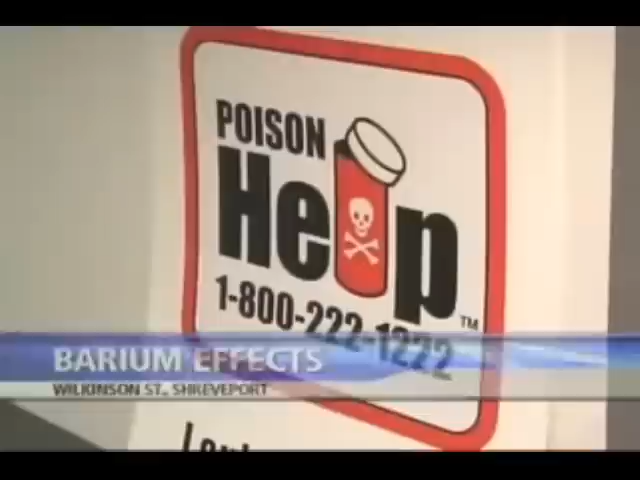 POISON
Help
TM
1-800-222-1222
BARIUM EFFECTS
WILKINSON ST., SHREVEPORT